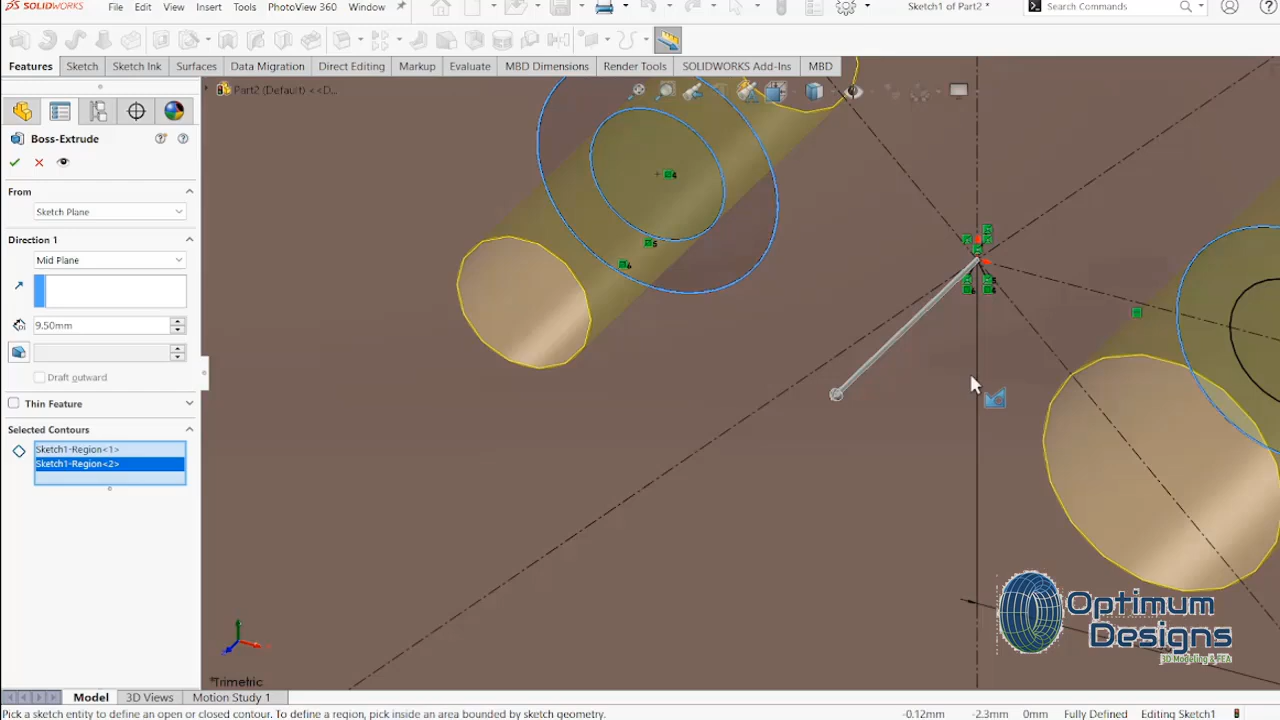 SOLIDWORKS File Edit View Insert Tools PhotoView 360 Window Sketch1 of Part2 * Search Commands
Features Sketch Sketch Ink Surfaces Data Migration Direct Editing Markup Evaluate MBD Dimensions Render Tools SOLIDWORKS Add-Ins MBD
Part2 (Default) <<D...
Boss-Extrude
From
Sketch Plane
Direction 1
Mid Plane
9.50mm
Draft outward
Thin Feature
Selected Contours
Sketch1-Region<1>
Sketch1-Region<2>
Optimum
Designs
3D Modeling & FEA
*Trimetric
Model 3D Views Motion Study 1
Pick a sketch entity to define an open or closed contour. To define a region, pick inside an area bounded by sketch geometry. -0.12mm -2.3mm 0mm Fully Defined Editing Sketch1